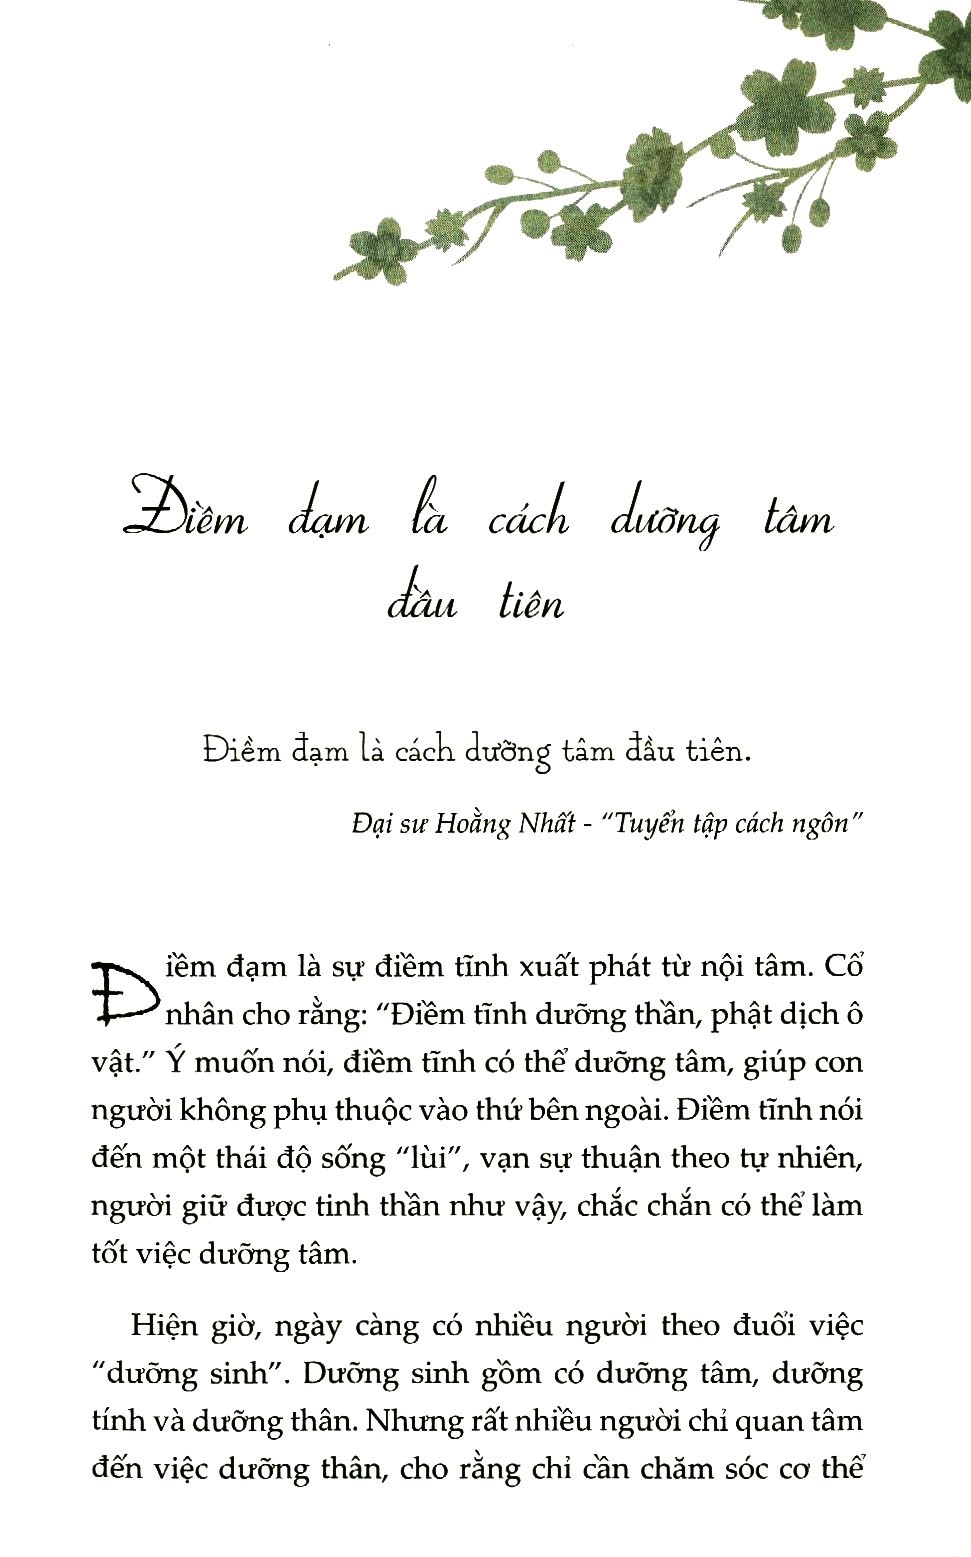 Điềm đạm là cách dưỡng tâm
đầu tiên
Điềm đạm là cách dưỡng tâm đầu tiên.
Đại sư Hoằng Nhất - “Tuyển tập cách ngôn”
Điềm đạm là sự điềm tĩnh xuất phát từ nội tâm. Cổ
nhân cho rằng: “Điềm tĩnh dưỡng thần, phật dịch ô
vật.” Ý muốn nói, điềm tĩnh có thể dưỡng tâm, giúp con
người không phụ thuộc vào thứ bên ngoài. Điềm tĩnh nói
đến một thái độ sống “lùi”, vạn sự thuận theo tự nhiên,
người giữ được tinh thần như vậy, chắc chắn có thể làm
tốt việc dưỡng tâm.
Hiện giờ, ngày càng có nhiều người theo đuổi việc
“dưỡng sinh”. Dưỡng sinh gồm có dưỡng tâm, dưỡng
tính và dưỡng thân. Nhưng rất nhiều người chỉ quan tâm
đến việc dưỡng thân, cho rằng chỉ cần chăm sóc cơ thể